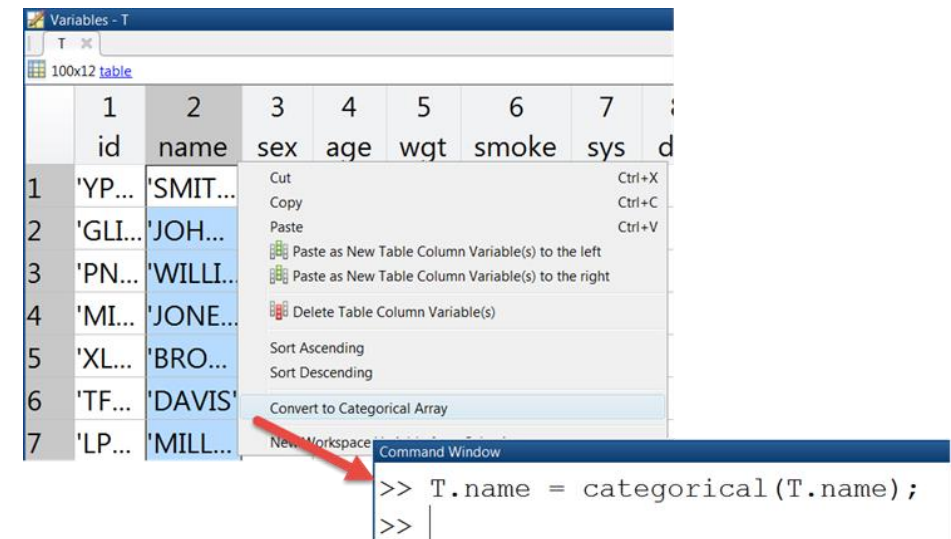 Variables - T
T
100x12 table
1 2 3 4 5 6 7
id name sex age wgt smoke sys d
1 'YP... 'SMIT...
2 'GLI... 'JOH...
3 'PN... 'WILLI...
4 'MI... 'JONE...
5 'XL... 'BRO...
6 'TF... 'DAVIS'
7 'LP... 'MILL...
Cut Ctrl+X
Copy Ctrl+C
Paste Ctrl+V
Paste as New Table Column Variable(s) to the left
Paste as New Table Column Variable(s) to the right
Delete Table Column Variable(s)
Sort Ascending
Sort Descending
Convert to Categorical Array
New Workspace
Command Window
>> T.name = categorical(T.name);
>>